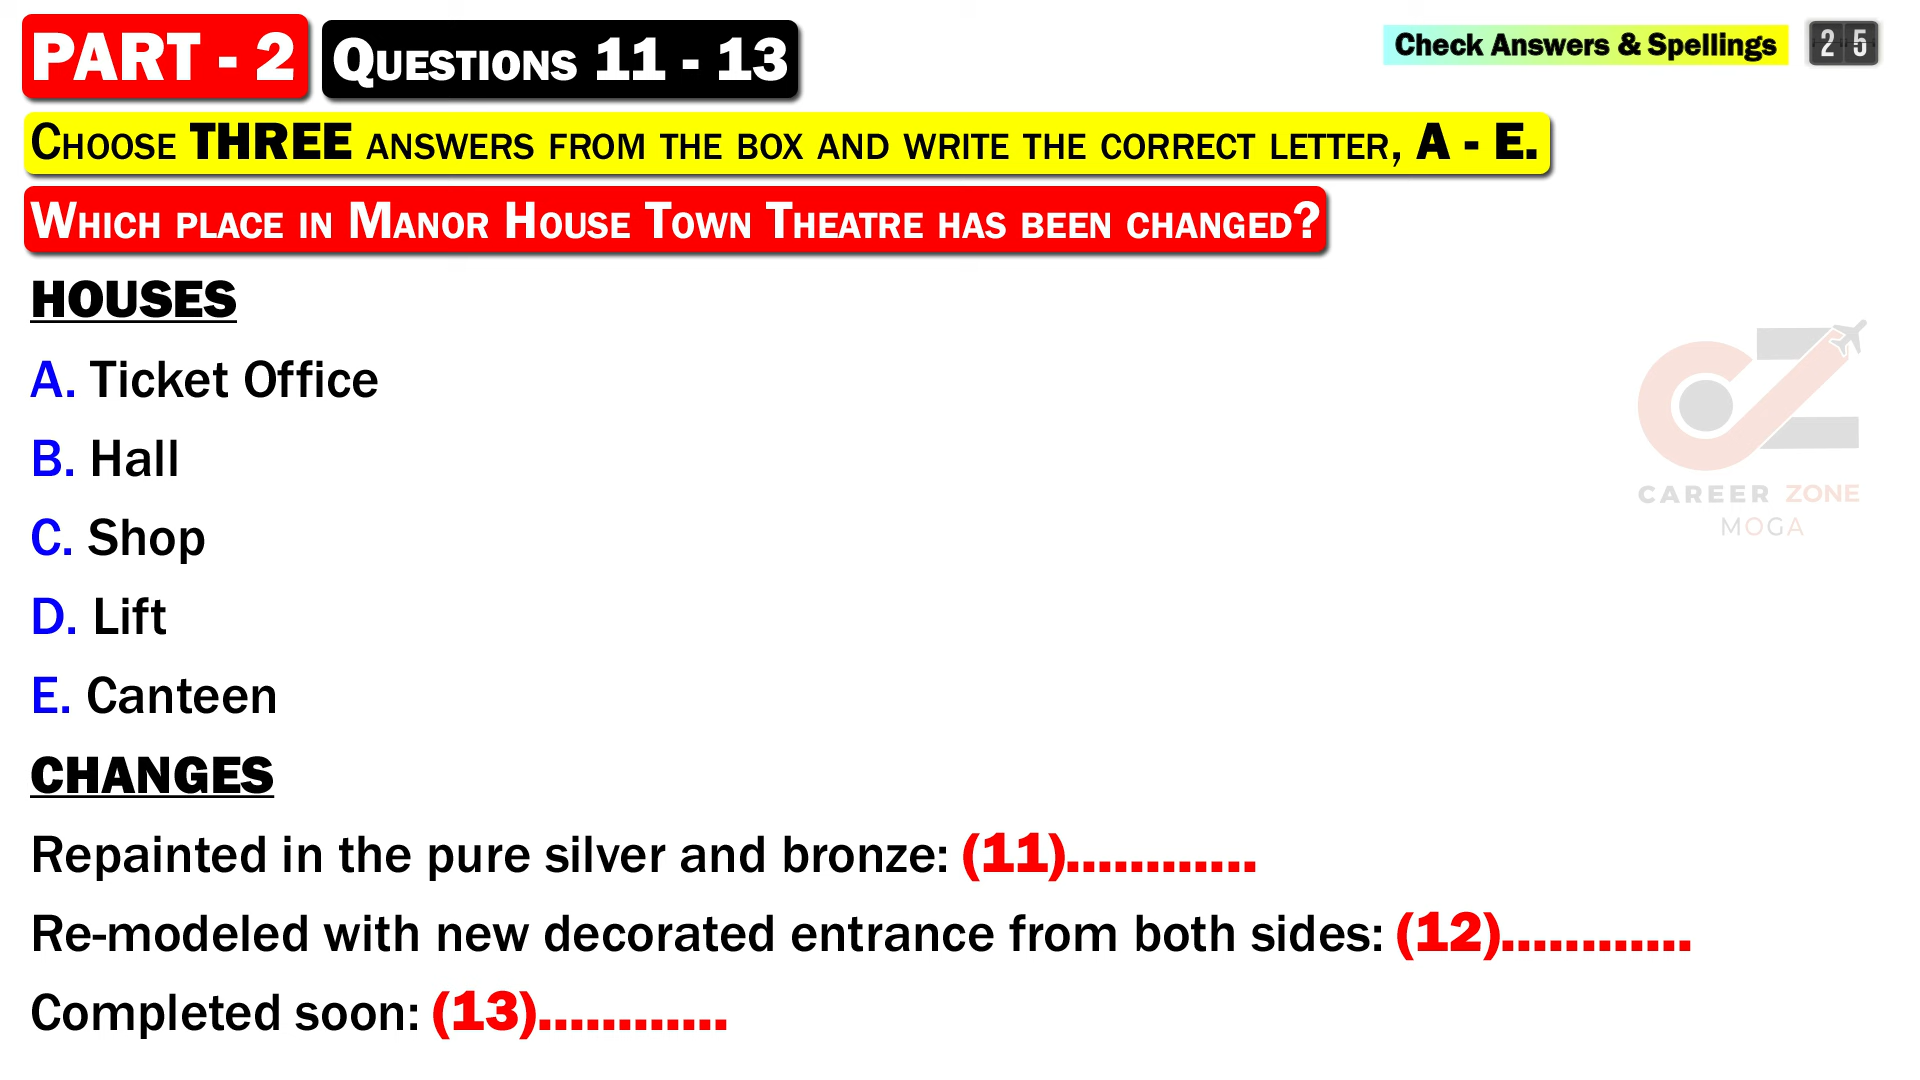 PART - 2 QUESTIONS 11 - 13 Check Answers & Spellings 25
CHOOSE THREE ANSWERS FROM THE BOX AND WRITE THE CORRECT LETTER, A - E.
WHICH PLACE IN MANOR HOUSE TOWN THEATRE HAS BEEN CHANGED?
HOUSES
A. Ticket Office
B. Hall
C. Shop
D. Lift
E. Canteen
CAREER ZONE
MOGA
CHANGES
Repainted in the pure silver and bronze: (11)............
Re-modeled with new decorated entrance from both sides: (12)............
Completed soon: (13)............